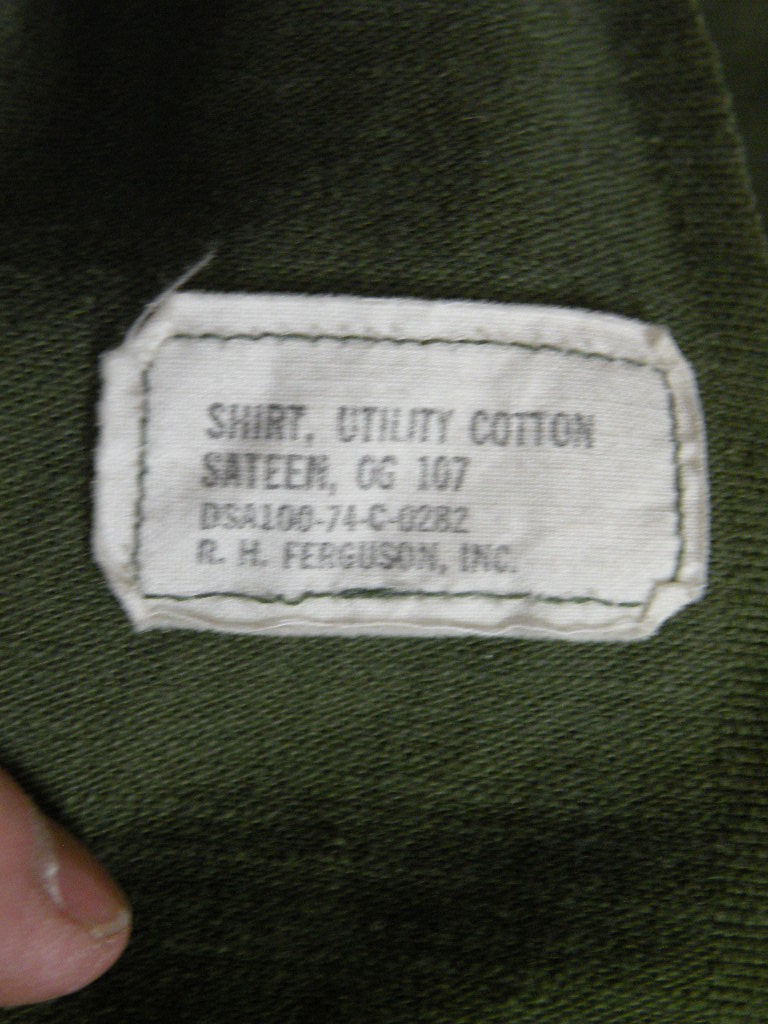 SHIRT, UTILITY COTTON
SATEEN, OG 107
DSA100-74-C-0282
R. H. FERGUSON, INC.